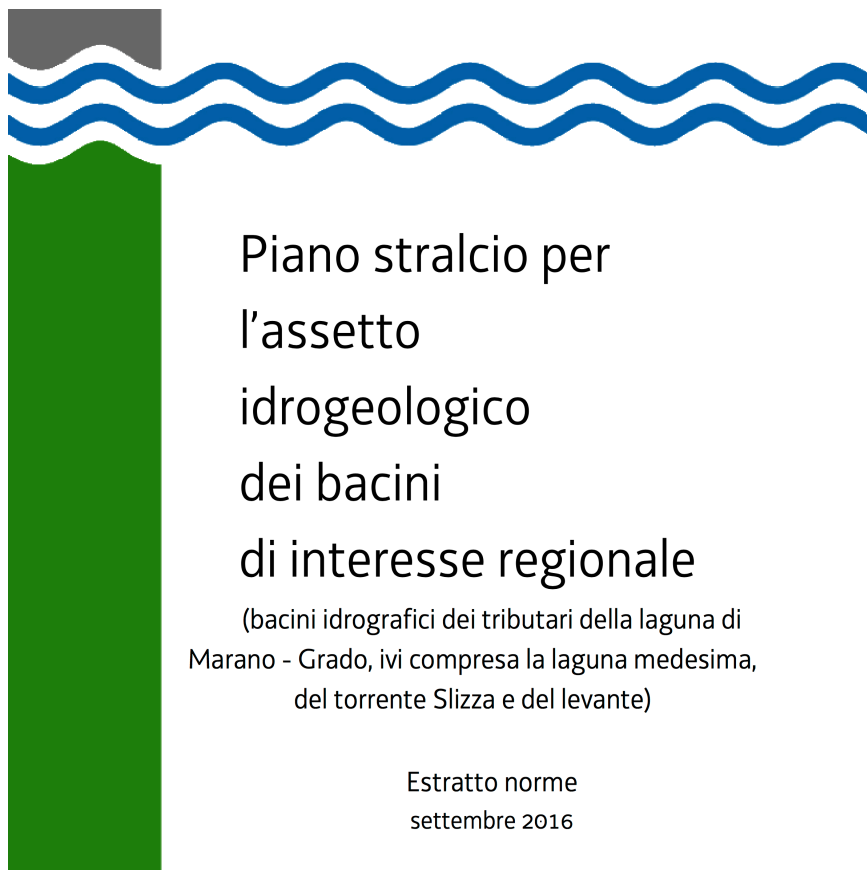 Piano stralcio per
l’assetto
idrogeologico
dei bacini
di interesse regionale
(bacini idrografici dei tributari della laguna di
Marano - Grado, ivi compresa la laguna medesima,
del torrente Slizza e del levante)
Estratto norme
settembre 2016